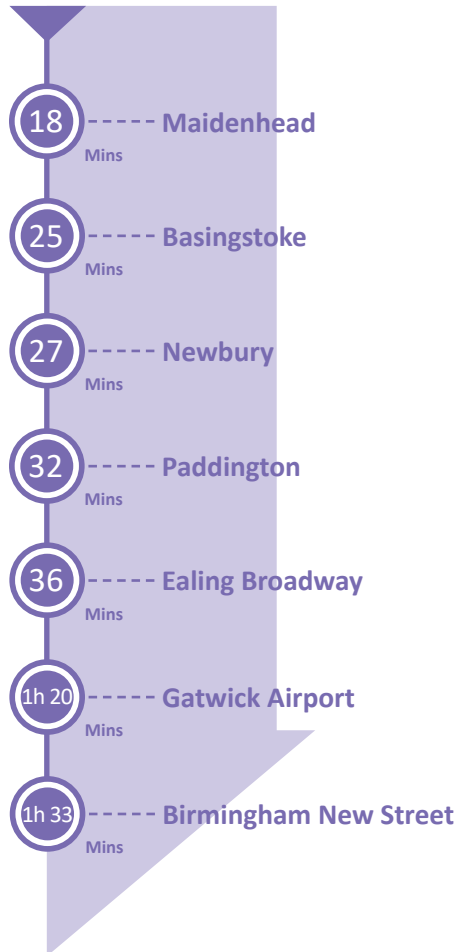 18 Maidenhead
Mins
25 Basingstoke
Mins
27 Newbury
Mins
32 Paddington
Mins
36 Ealing Broadway
Mins
1h 20 Gatwick Airport
Mins
1h 33 Birmingham New Street
Mins